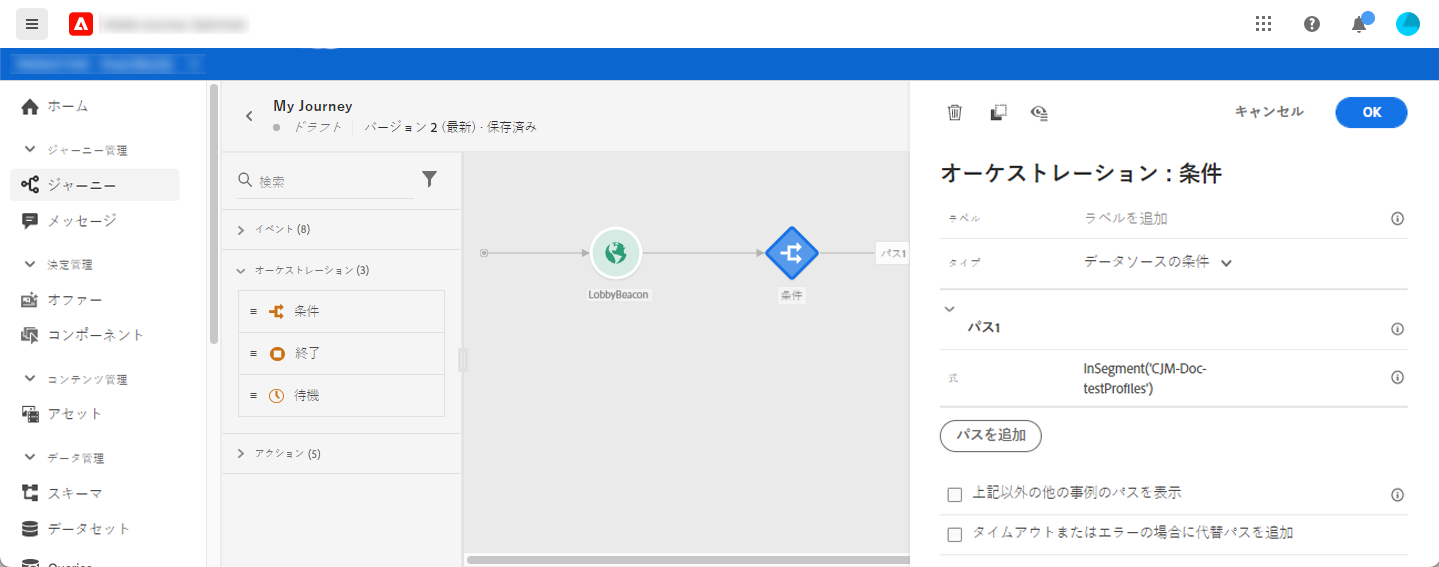 ホーム
ジャーニー管理
ジャーニー
メッセージ
決定管理
オファー
コンポーネント
コンテンツ管理
アセット
データ管理
スキーマ
データセット
Queries
My Journey
ドラフト
バージョン 2 (最新) · 保存済み
検索
イベント (8)
オーケストレーション (3)
条件
終了
待機
アクション (5)
LobbyBeacon
条件
パス1
キャンセル
OK
オーケストレーション : 条件
ラベル
ラベルを追加
タイプ
データソースの条件
パス1
式
InSegment('CJM-Doc-
testProfiles')
パスを追加
上記以外の他の事例のパスを表示
タイムアウトまたはエラーの場合に代替パスを追加